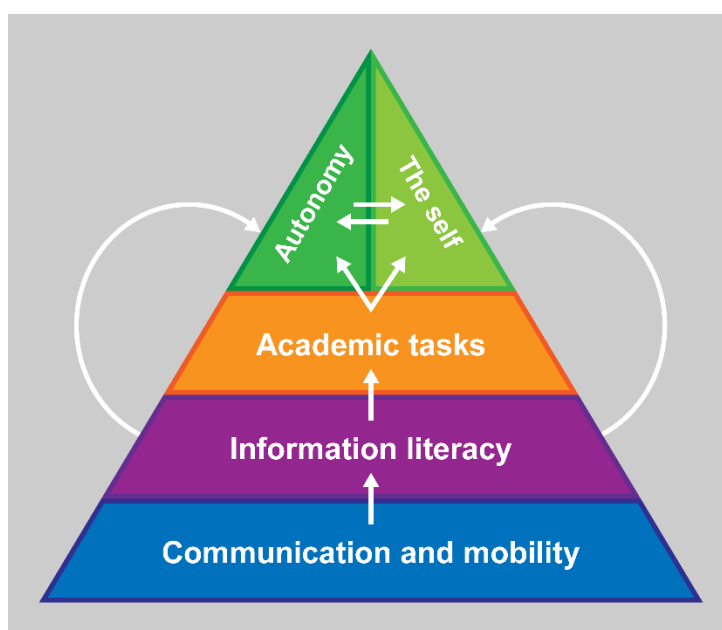 Autonomy
The self
Academic tasks
Information literacy
Communication and mobility